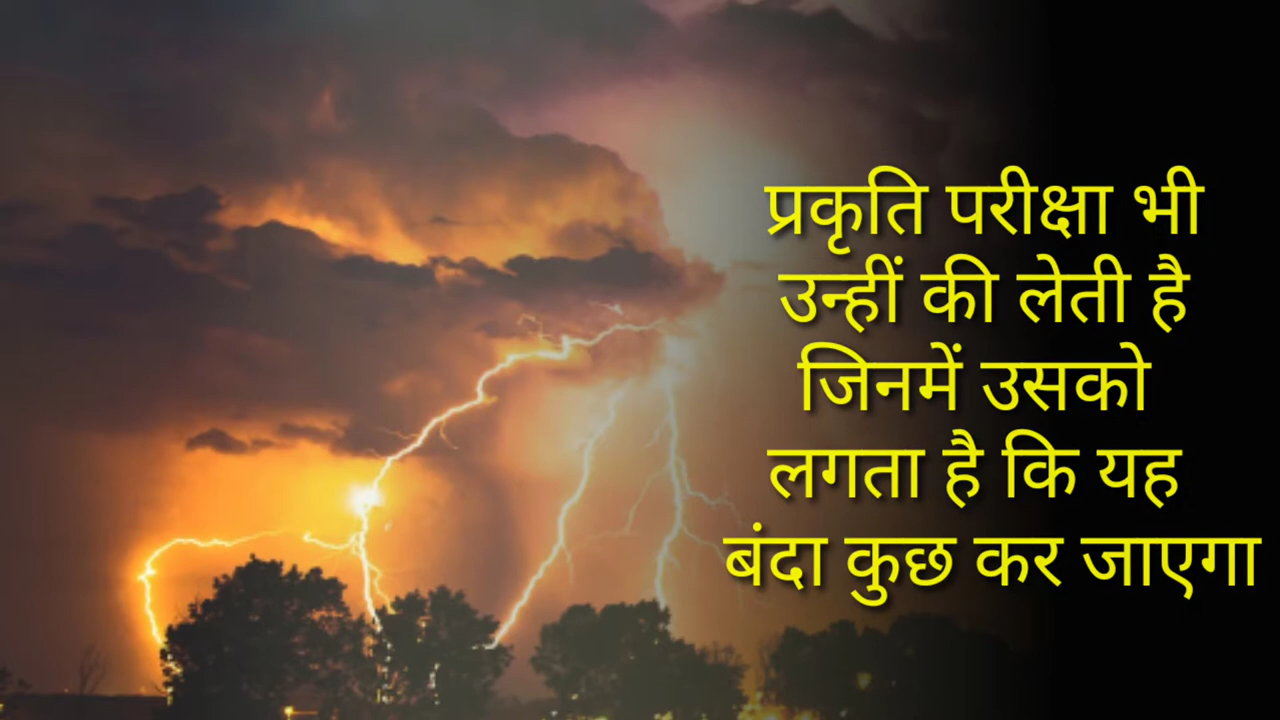 प्रकृति परीक्षा भी
उन्हीं की लेती है
जिनमें उसको
लगता है कि यह
बंदा कुछ कर जाएगा